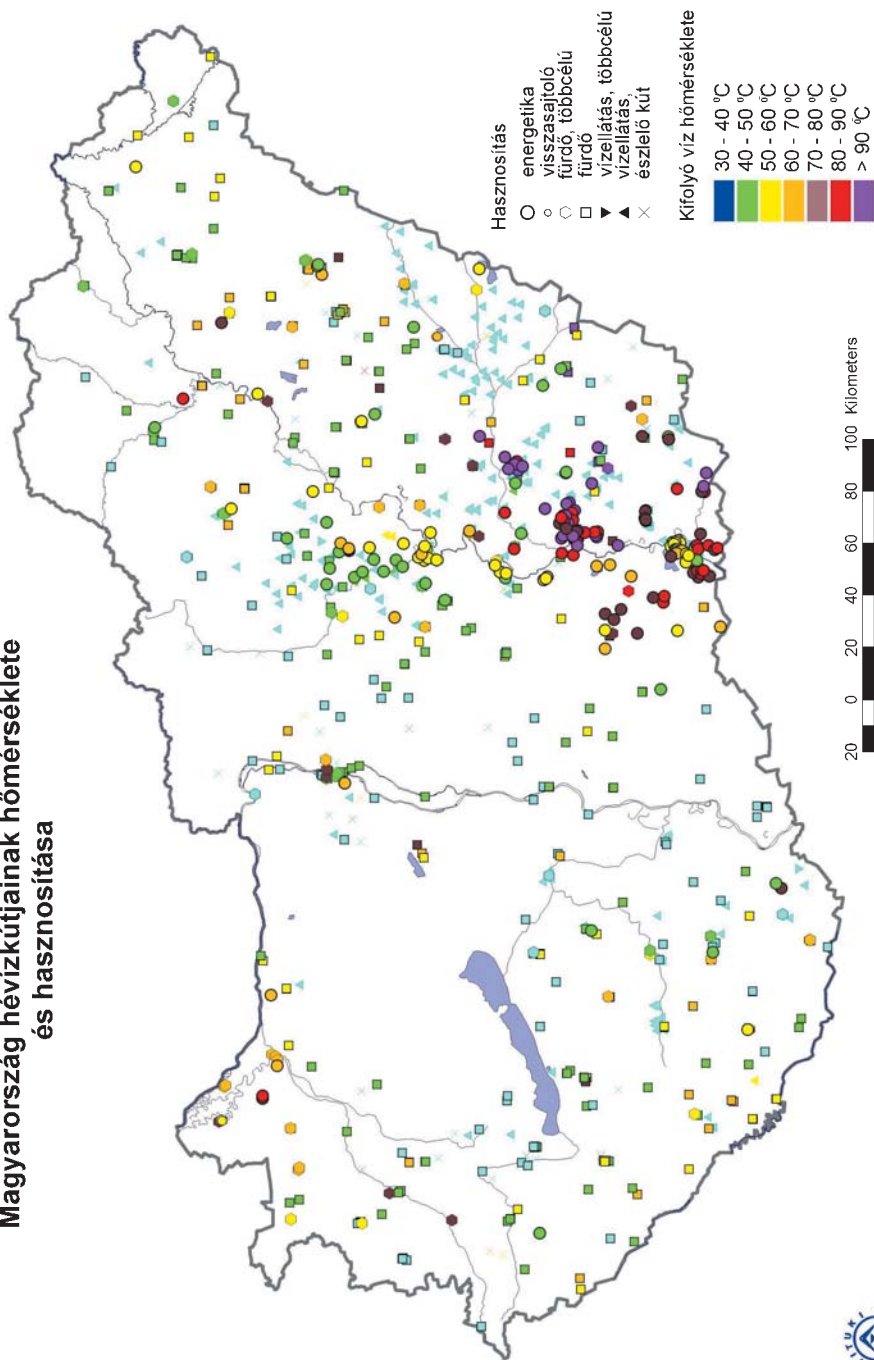 Magyarország hévízkútjainak hőmérséklete
és hasznosítása
Hasznosítás
energetika
visszasajtoló
fürdő, többcélú
fürdő
vízellátás, többcélú
vízellátás,
észlelő kút
Kifolyó víz hőmérséklete
30 - 40 °C
40 - 50 °C
50 - 60 °C
60 - 70 °C
70 - 80 °C
80 - 90 °C
> 90 °C
20 0 20 40 60 80 100 Kilometers